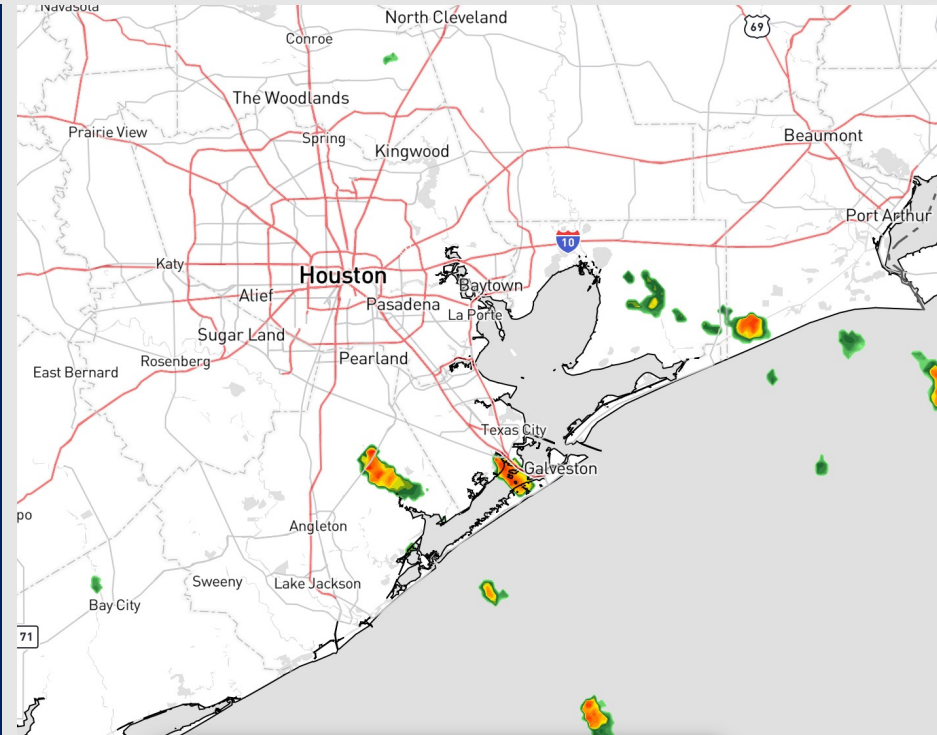 Navasota
North Cleveland
69
Conroe
The Woodlands
Prairie View
Spring
Kingwood
Beaumont
Port Arthur
10
Katy
Houston
Baytown
Alief
Pasadena
La Porte
Sugar Land
Rosenberg
Pearland
East Bernard
Texas City
Galveston
po
Angleton
Sweeny
Lake Jackson
Bay City
71